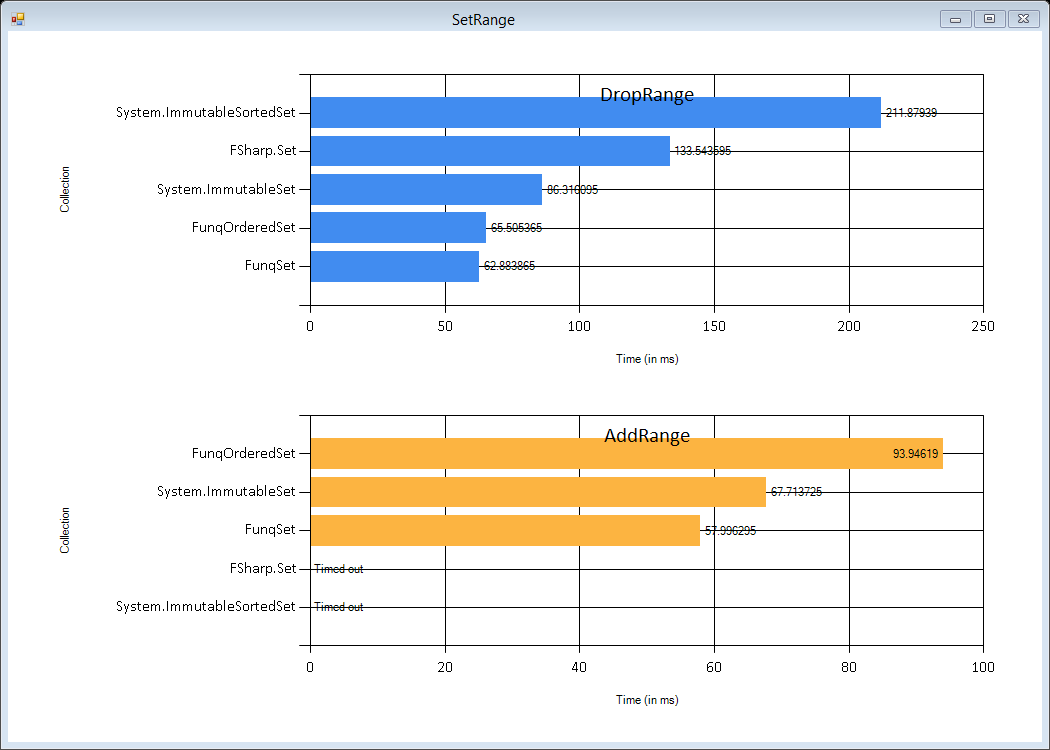 SetRange
DropRange
System.ImmutableSortedSet 211.87939
FSharp.Set 133.543595
System.ImmutableSet 86.316095
FunqOrderedSet 65.505365
FunqSet 62.883865
Collection
0 50 100 150 200 250
Time (in ms)
AddRange
FunqOrderedSet 93.94619
System.ImmutableSet 67.713725
FunqSet 57.996295
FSharp.Set Timed out
System.ImmutableSortedSet Timed out
Collection
0 20 40 60 80 100
Time (in ms)